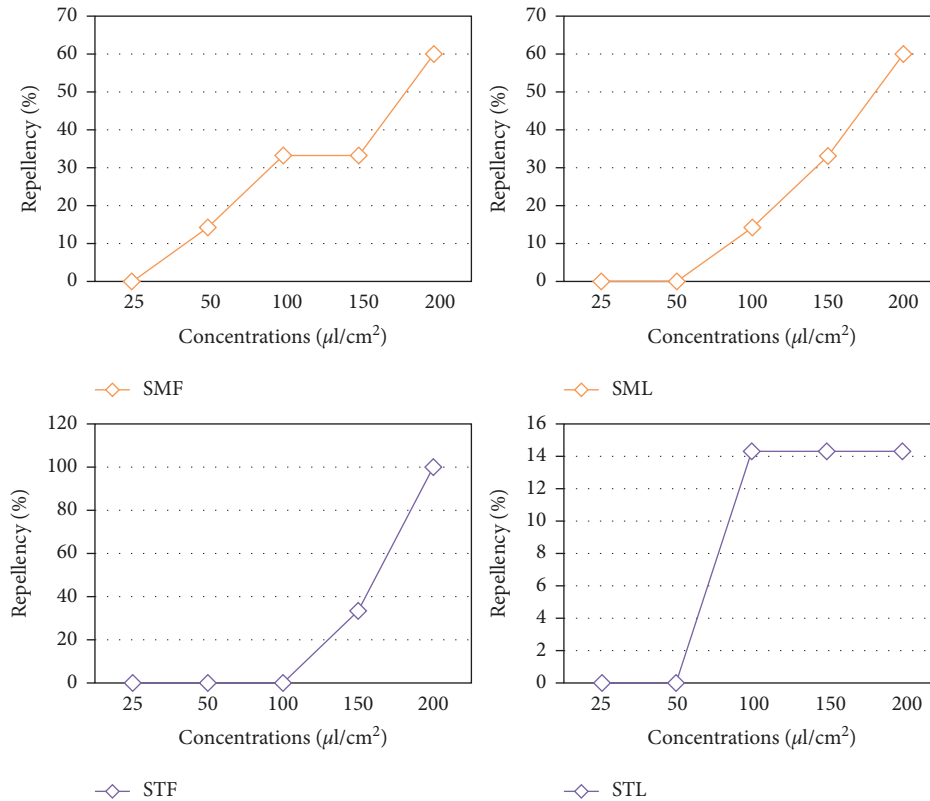 70
60
50
40
30
20
10
0
Repellency (%)
25 50 100 150 200
Concentrations (μl/cm²)
SMF
70
60
50
40
30
20
10
0
Repellency (%)
25 50 100 150 200
Concentrations (μl/cm²)
SML
120
100
80
60
40
20
0
Repellency (%)
25 50 100 150 200
Concentrations (μl/cm²)
STF
16
14
12
10
8
6
4
2
0
Repellency (%)
25 50 100 150 200
Concentrations (μl/cm²)
STL